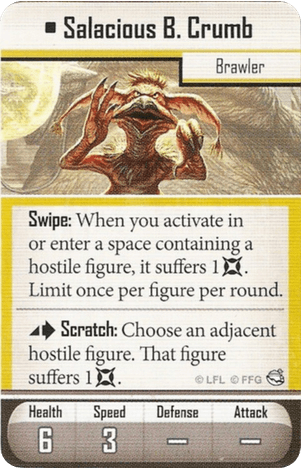 Salacious B. Crumb
Brawler
Swipe: When you activate in
or enter a space containing a
hostile figure, it suffers 1.
Limit once per figure per round.
Scratch: Choose an adjacent
hostile figure. That figure
suffers 1.
© LFL © FFG
Health Speed Defense Attack
6 3 – –